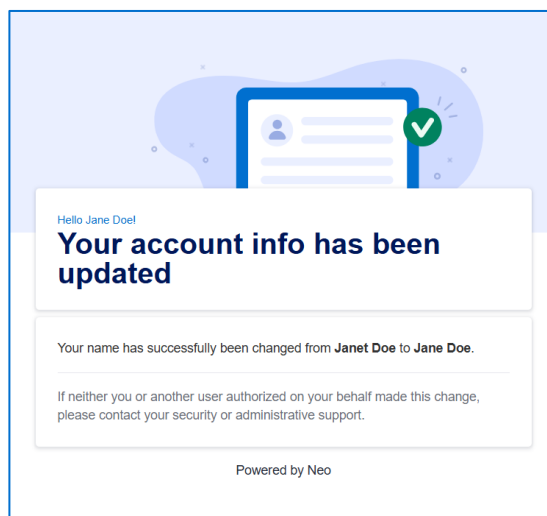 Hello Jane Doe!
Your account info has been
updated
Your name has successfully been changed from Janet Doe to Jane Doe.
If neither you or another user authorized on your behalf made this change,
please contact your security or administrative support.
Powered by Neo